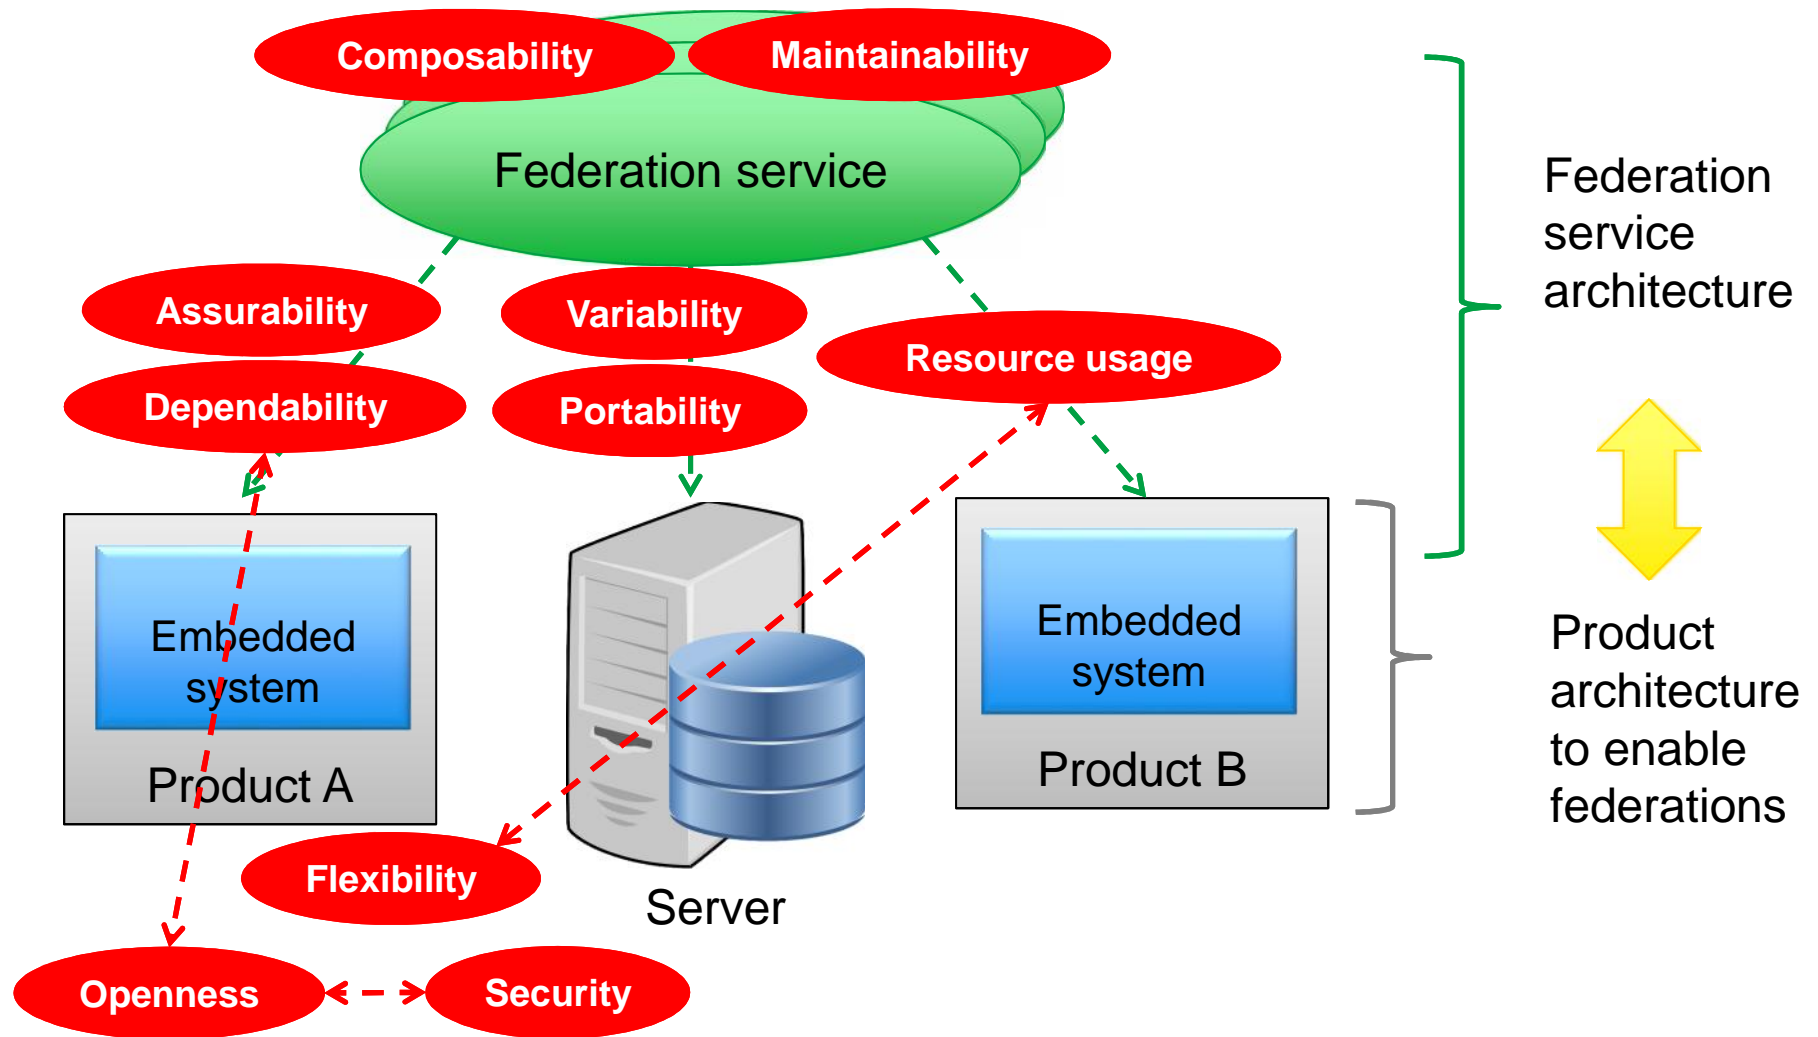 Composability
Maintainability
Federation service
Federation
service
architecture
Assurability
Variability
Resource usage
Dependability
Portability
Embedded
system
Product A
Embedded
system
Product B
Product
architecture
to enable
federations
Flexibility
Server
Openness
Security